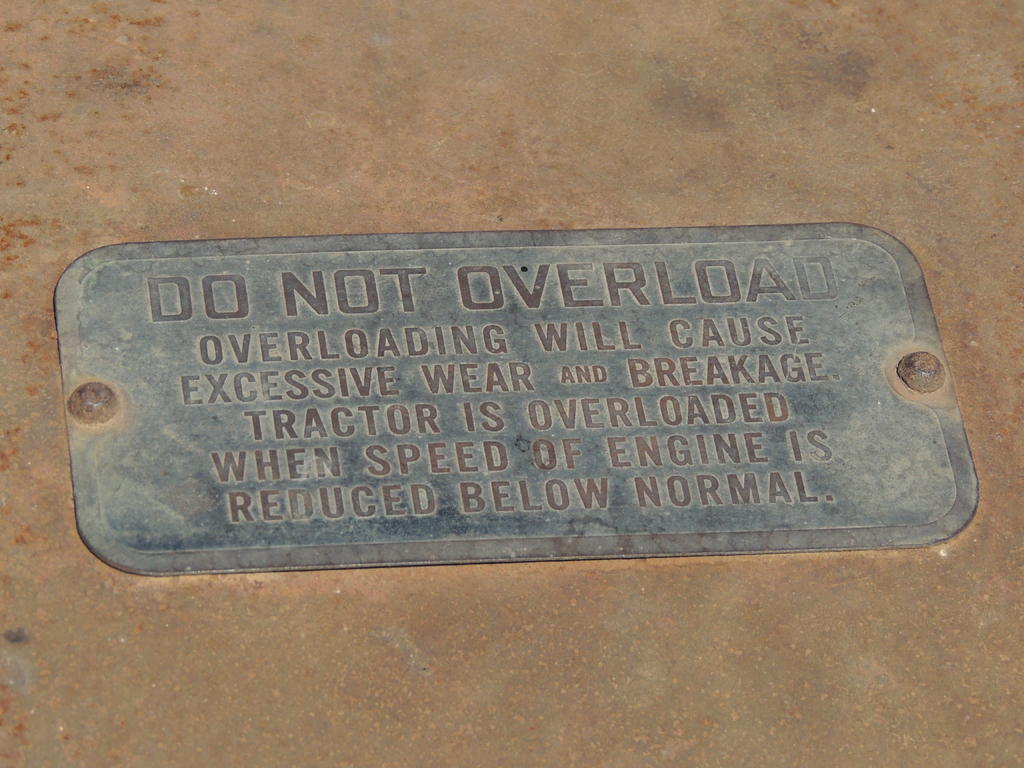 DO NOT OVERLOAD
OVERLOADING WILL CAUSE
EXCESSIVE WEAR AND BREAKAGE.
TRACTOR IS OVERLOADED
WHEN SPEED OF ENGINE IS
REDUCED BELOW NORMAL.